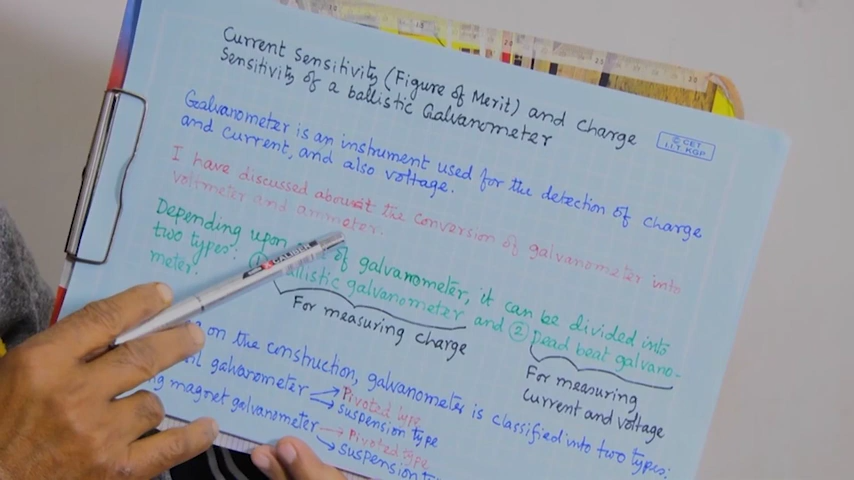 Current Sensitivity (Figure of Merit) and Charge
Sensitivity of a ballistic Galvanometer
© CET
I.I.T. KGP
Galvanometer is an instrument used for the detection of charge
and current, and also voltage.
I have discussed about the conversion of galvanometer into
voltmeter and ammeter.
Depending upon of galvanometer, it can be divided into
two types: ① ballistic galvanometer and ② Dead beat galvano-
meter.
For measuring charge
For measuring
current and voltage
on the construction, galvanometer is classified into two types:
galvanometer → Pivoted type
→ suspension type
magnet galvanometer → Pivoted type
→ suspension
CALIBER